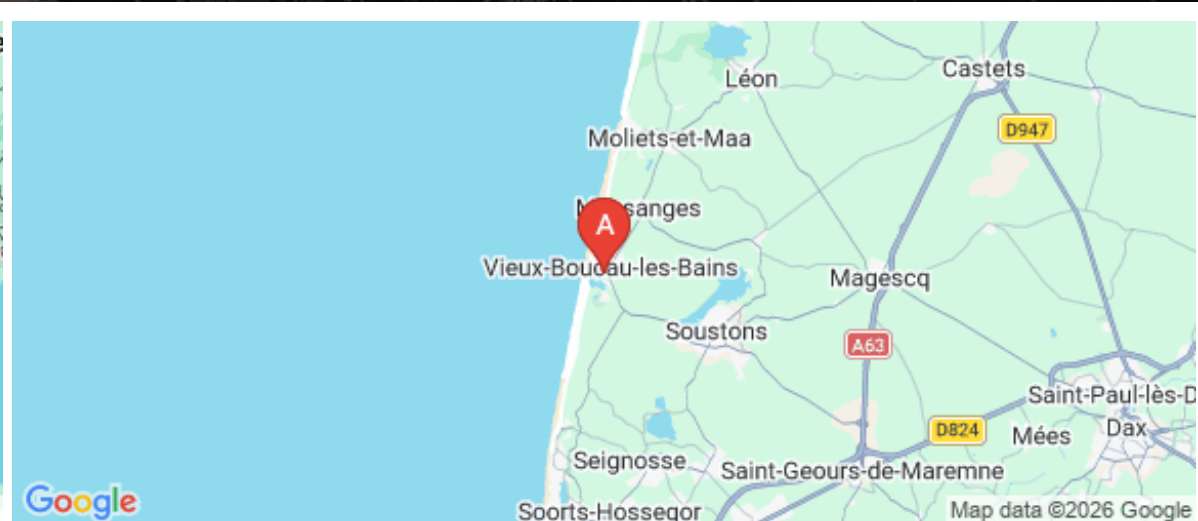 Léon
Castets
D947
Moliets-et-Maa
A
Vieux-Boucau-les-Bains
Magescq
Soustons
A63
Saint-Paul-lès-D
D824
Mées
Dax
Seignosse
Saint-Geours-de-Maremne
Soorts-Hossegor
Google
Map data ©2026 Google